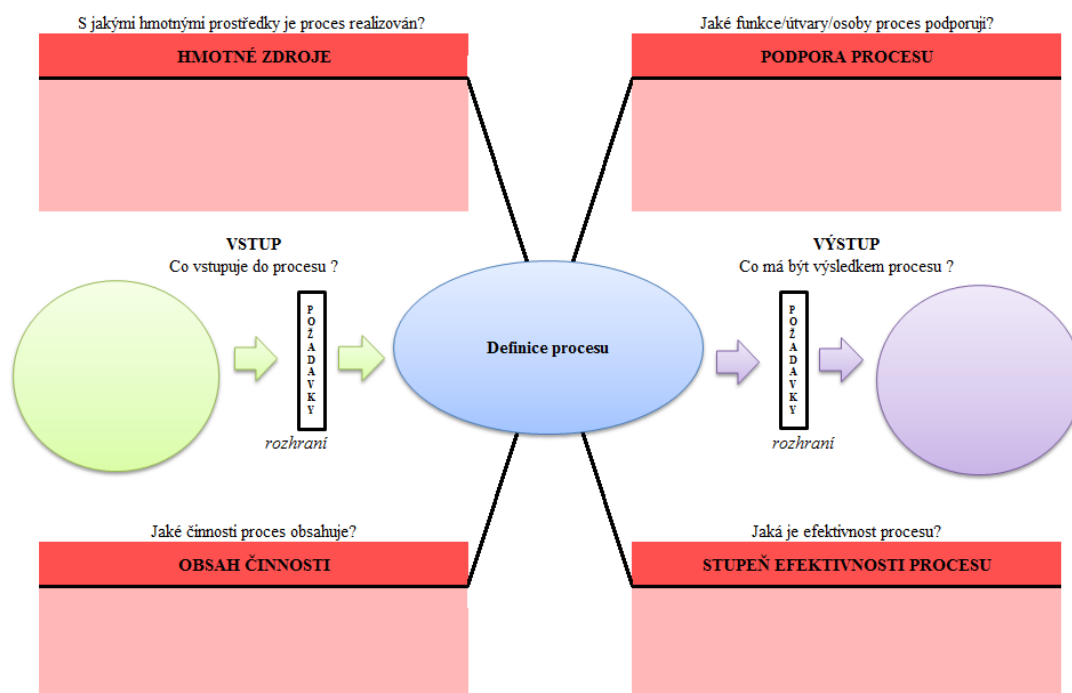 S jakými hmotnými prostředky je proces realizován?
HMOTNÉ ZDROJE
Jaké funkce/útvary/osoby proces podporují?
PODPORA PROCESU
VSTUP
Co vstupuje do procesu ?
VÝSTUP
Co má být výsledkem procesu ?
POŽADAVKY
rozhraní
Definice procesu
POŽADAVKY
rozhraní
Jaké činnosti proces obsahuje?
OBSAH ČINNOSTI
Jaká je efektivnost procesu?
STUPEŇ EFEKTIVNOSTI PROCESU